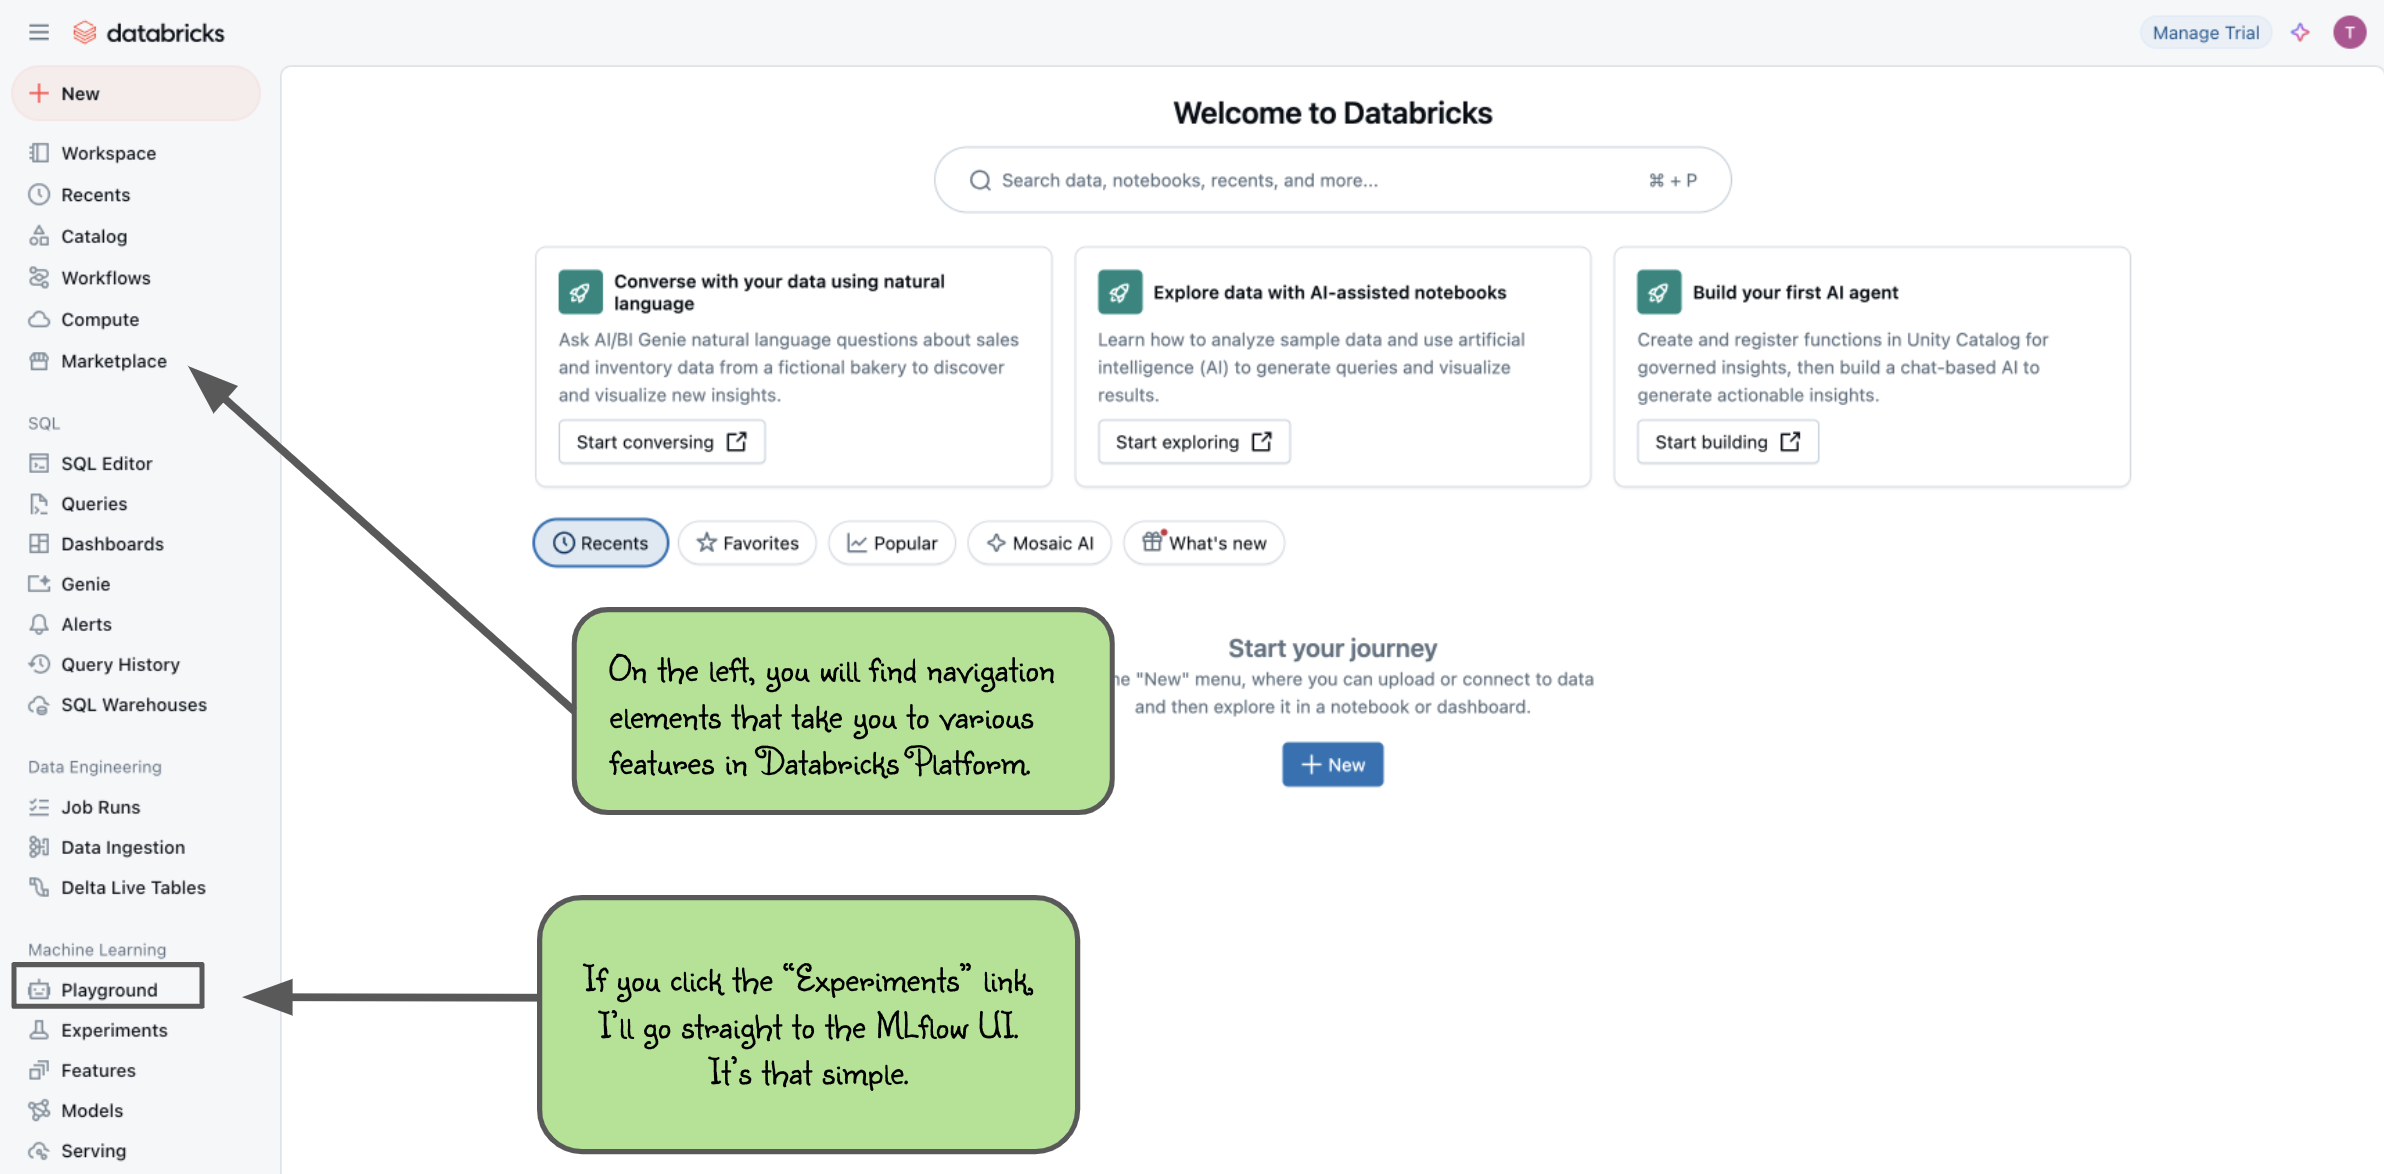 databricks
Manage Trial
T
New
Workspace
Recents
Catalog
Workflows
Compute
Marketplace
SQL
SQL Editor
Queries
Dashboards
Genie
Alerts
Query History
SQL Warehouses
Data Engineering
Job Runs
Data Ingestion
Delta Live Tables
Machine Learning
Playground
Experiments
Features
Models
Serving
Welcome to Databricks
Search data, notebooks, recents, and more...
⌘ + P
Converse with your data using natural
language
Ask AI/BI Genie natural language questions about sales
and inventory data from a fictional bakery to discover
and visualize new insights.
Start conversing
Explore data with AI-assisted notebooks
Learn how to analyze sample data and use artificial
intelligence (AI) to generate queries and visualize
results.
Start exploring
Build your first AI agent
Create and register functions in Unity Catalog for
governed insights, then build a chat-based AI to
generate actionable insights.
Start building
Recents
Favorites
Popular
Mosaic AI
What's new
On the left, you will find navigation
elements that take you to various
features in Databricks Platform.
Start your journey
"New" menu, where you can upload or connect to data
and then explore it in a notebook or dashboard.
New
If you click the “Experiments” link,
I’ll go straight to the MLflow UI.
It’s that simple.